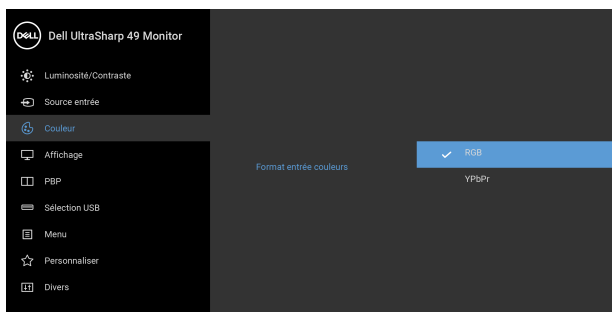 DELL Dell UltraSharp 49 Monitor
Luminosité/Contraste
Source entrée
Couleur
Affichage
PBP
Sélection USB
Menu
Personnaliser
Divers
Format entrée couleurs
RGB
YPbPr